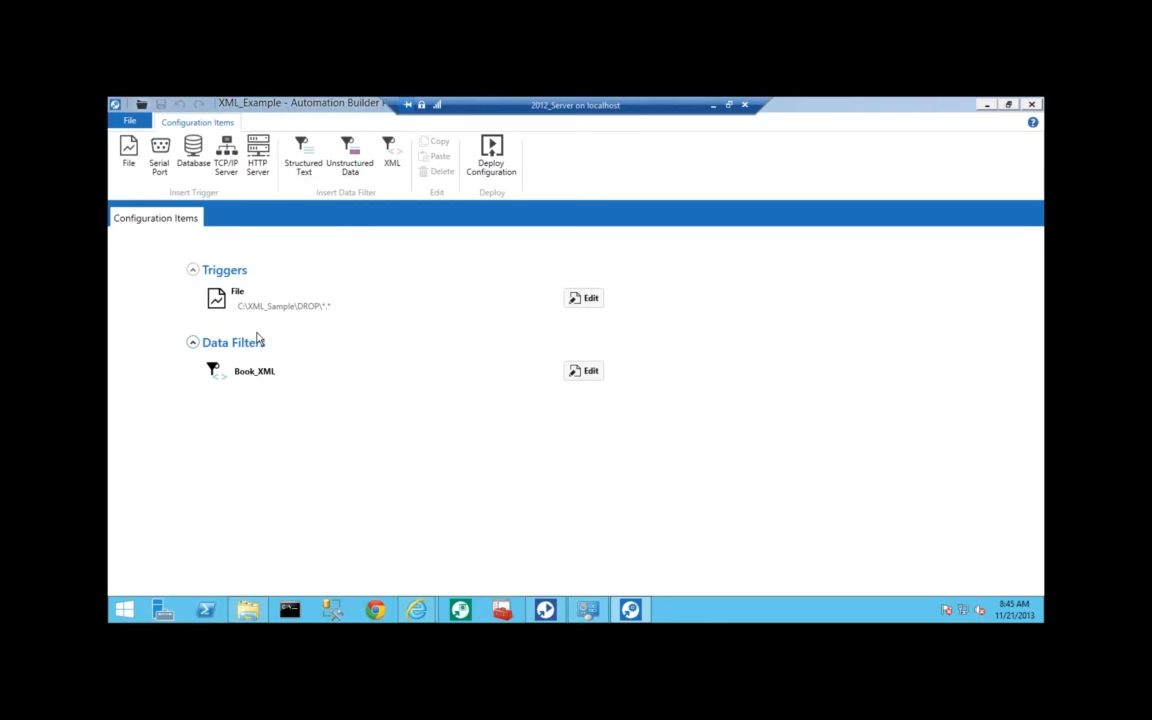 XML_Example - Automation Builder
2012_Server on localhost
File
Configuration Items
File
Serial
Port
Database
TCP/IP
Server
HTTP
Server
Structured
Text
Unstructured
Data
XML
Copy
Paste
Delete
Deploy
Configuration
Insert Trigger
Insert Data Filter
Edit
Deploy
Configuration Items
Triggers
File
C:\XML_Sample\DROP\*.*
Edit
Data Filters
Book_XML
Edit
8:45 AM
11/21/2013